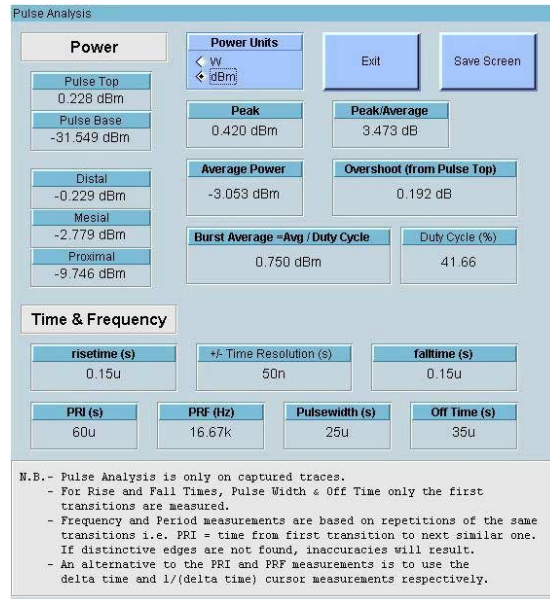 Pulse Analysis
Power
Power Units
W
dBm
Exit
Save Screen
Pulse Top
0.228 dBm
Pulse Base
-31.549 dBm
Peak
0.420 dBm
Peak/Average
3.473 dB
Distal
-0.229 dBm
Mesial
-2.779 dBm
Proximal
-9.746 dBm
Average Power
-3.053 dBm
Overshoot (from Pulse Top)
0.192 dB
Burst Average =Avg / Duty Cycle
0.750 dBm
Duty Cycle (%)
41.66
Time & Frequency
risetime (s)
0.15u
+/- Time Resolution (s)
50n
falltime (s)
0.15u
PRI (s)
60u
PRF (Hz)
16.67k
Pulsewidth (s)
25u
Off Time (s)
35u
N.B.- Pulse Analysis is only on captured traces.
- For Rise and Fall Times, Pulse Width & Off Time only the first
transitions are measured.
- Frequency and Period measurements are based on repetitions of the same
transitions i.e. PRI = time from first transition to next similar one.
If distinctive edges are not found, inaccuracies will result.
- An alternative to the PRI and PRF measurements is to use the
delta time and 1/(delta time) cursor measurements respectively.